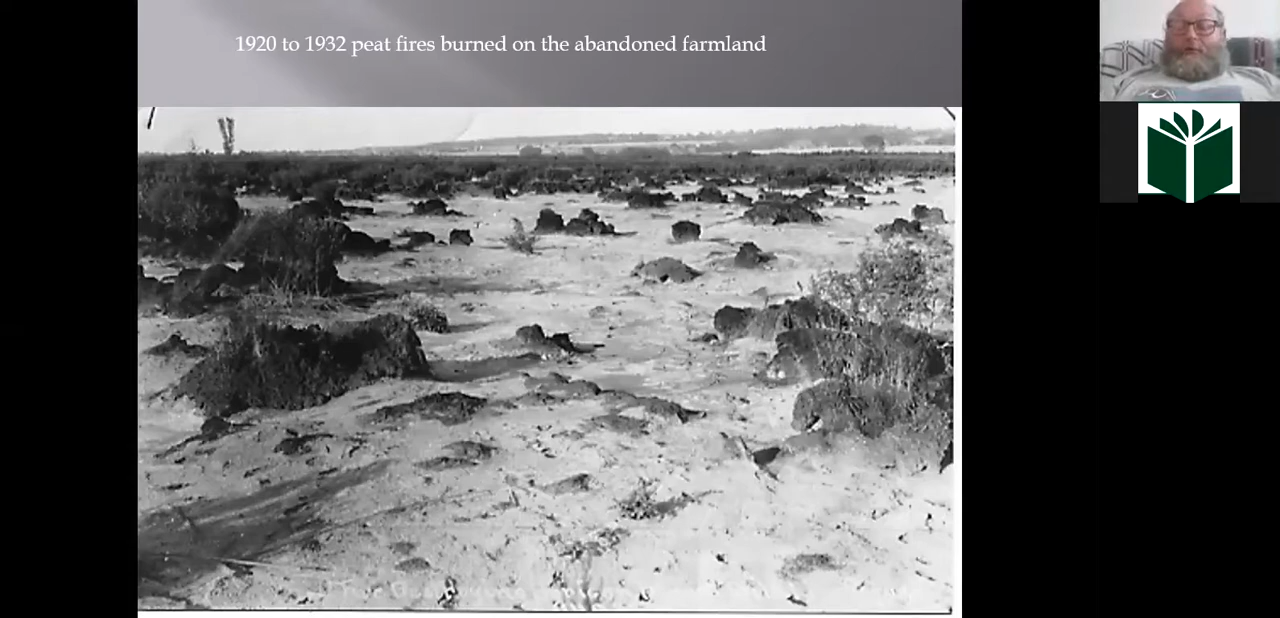 1920 to 1932 peat fires burned on the abandoned farmland